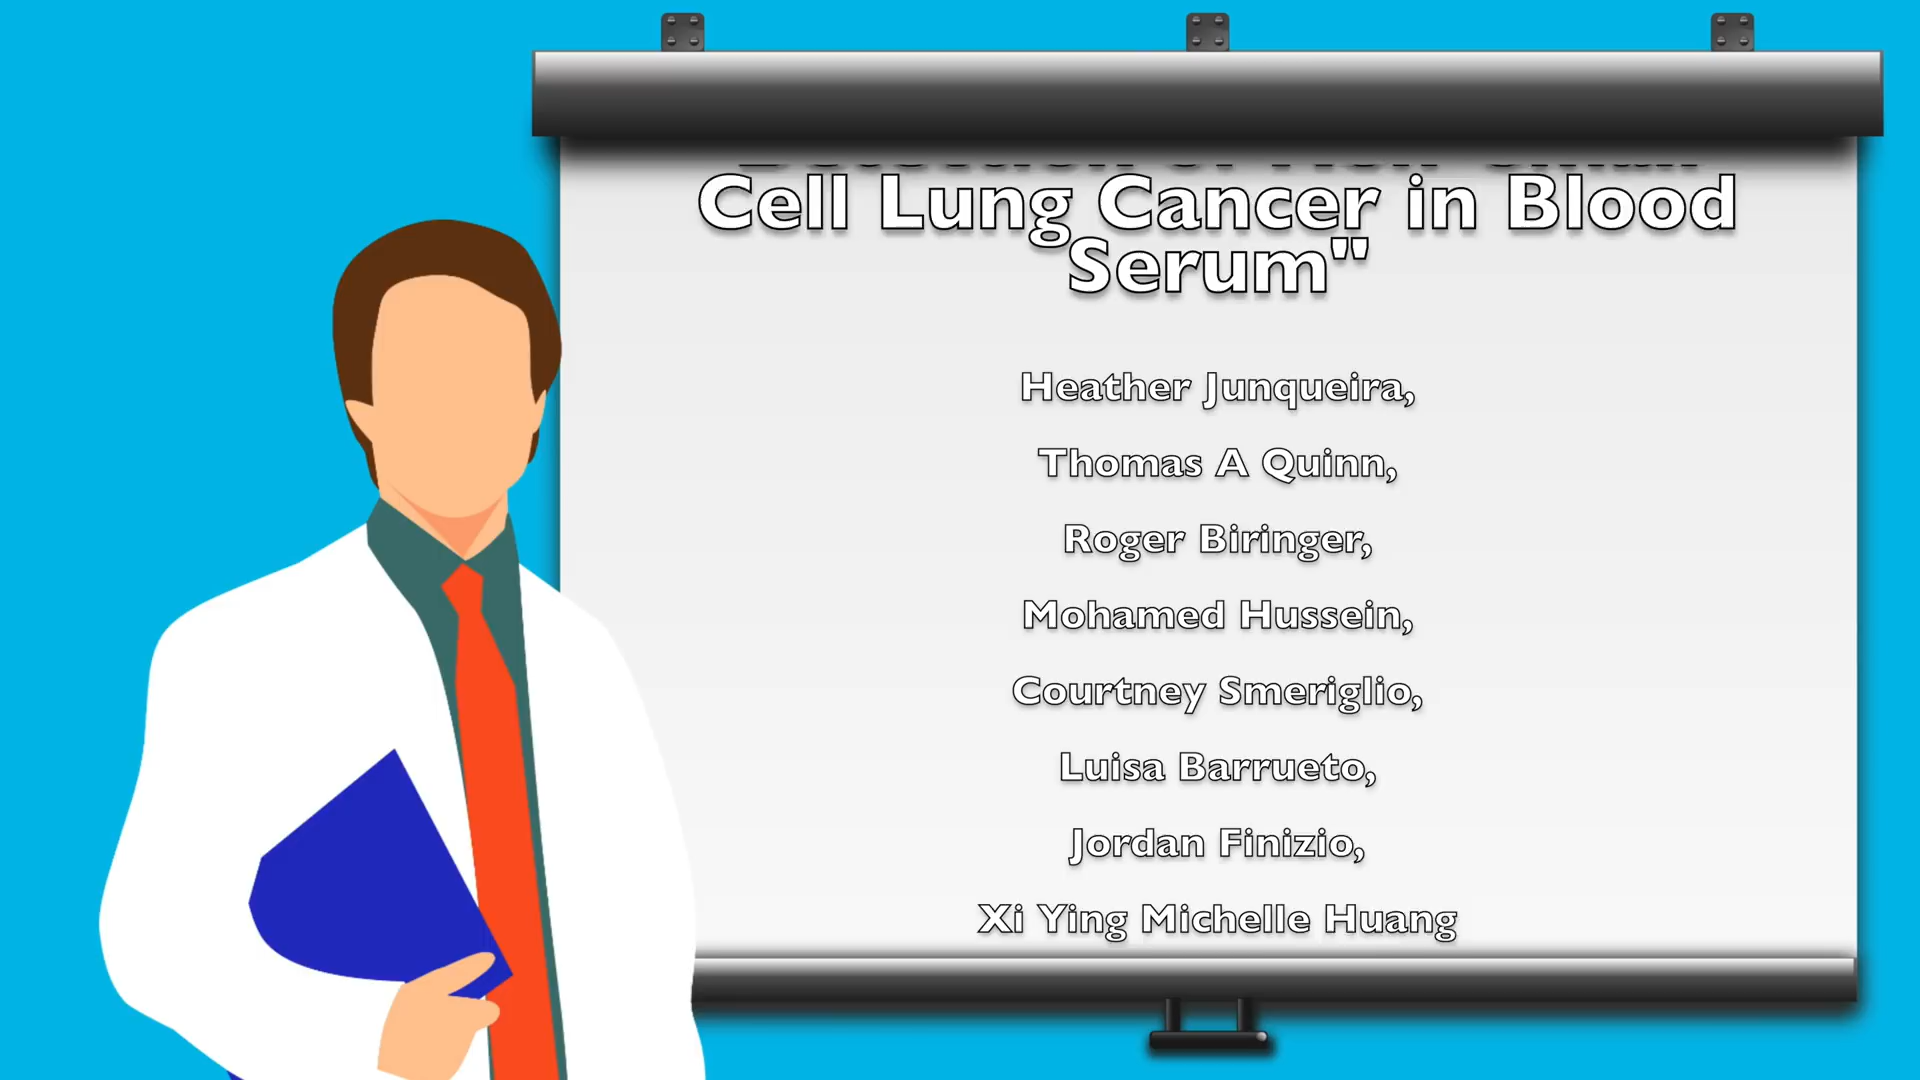 Cell Lung Cancer in Blood
Serum"
Heather Junqueira,
Thomas A Quinn,
Roger Biringer,
Mohamed Hussein,
Courtney Smeriglio,
Luisa Barrueto,
Jordan Finizio,
Xi Ying Michelle Huang